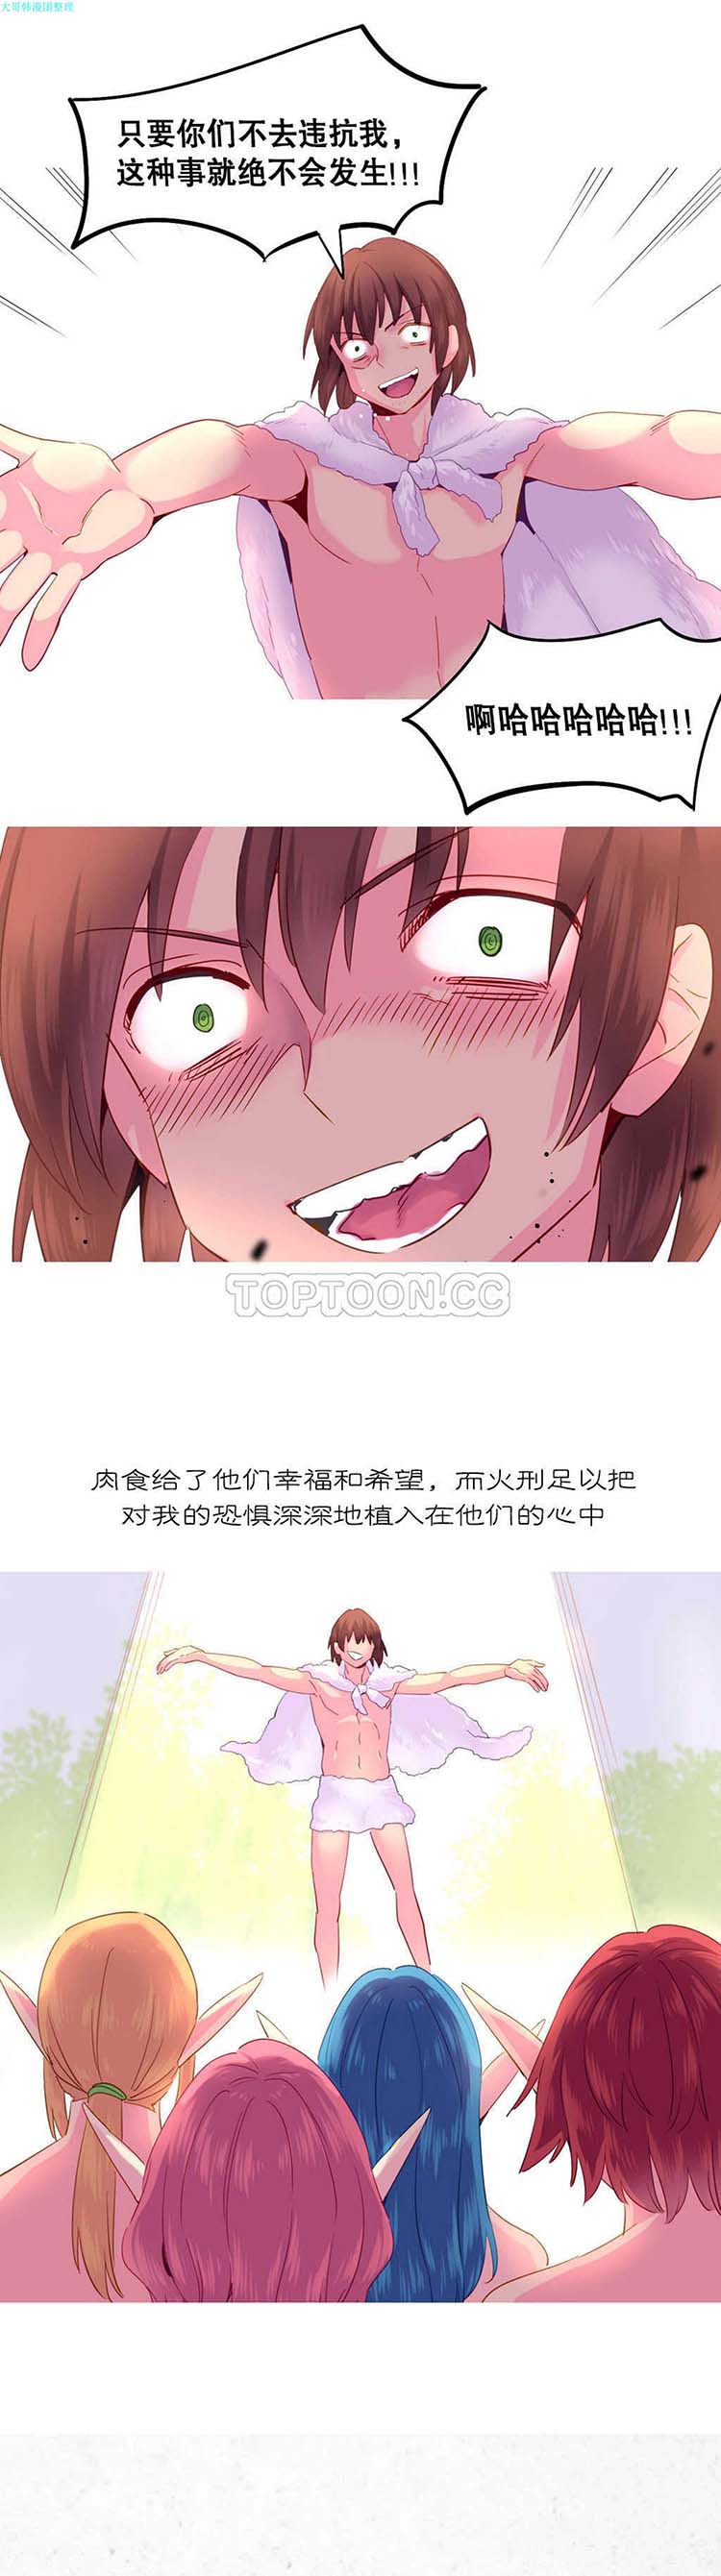 大哥韩漫团整理
只要你们不去违抗我，
这种事就绝不会发生!!!
啊哈哈哈哈哈!!!
TOPTOON.CC
肉食给了他们幸福和希望，而火刑足以把
对我的恐惧深深地植入在他们的心中